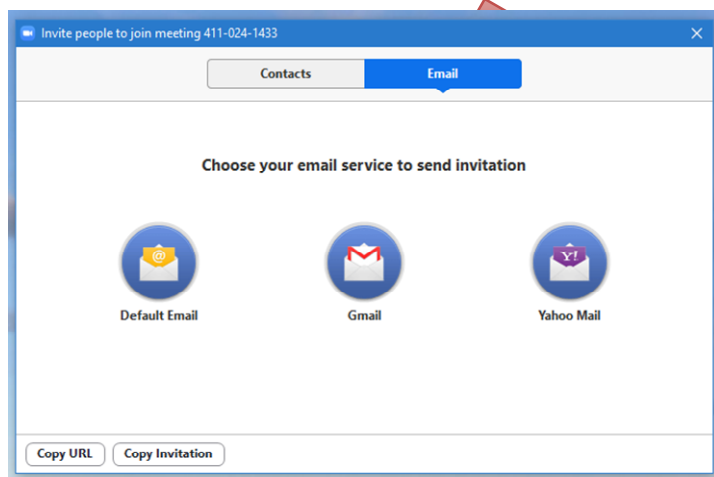 Invite people to join meeting 411-024-1433
Contacts Email
Choose your email service to send invitation
@ Y!
Default Email Gmail Yahoo Mail
Copy URL Copy Invitation